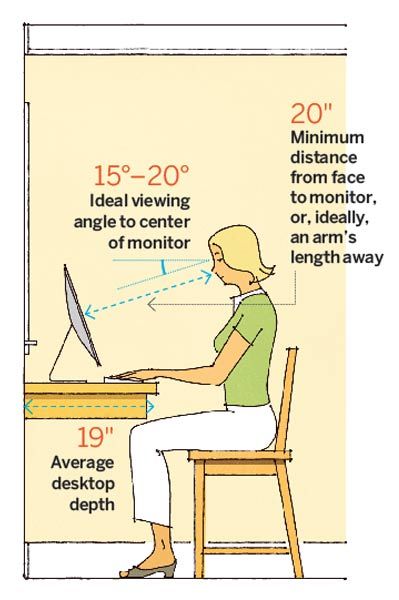 20"
Minimum
distance
from face
to monitor,
or, ideally,
an arm's
length away
15°–20°
Ideal viewing
angle to center
of monitor
19"
Average
desktop
depth